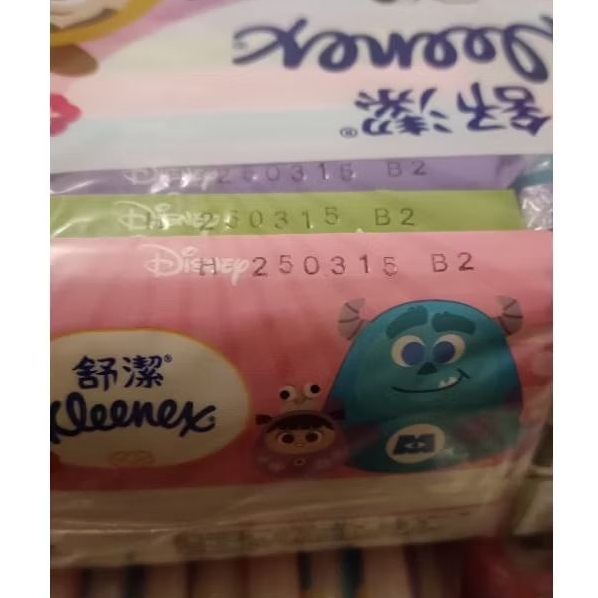 Kleenex
舒潔®
Disney 250315 B2
Disney H 250315 B2
Disney H 250315 B2
舒潔®
Kleenex
M